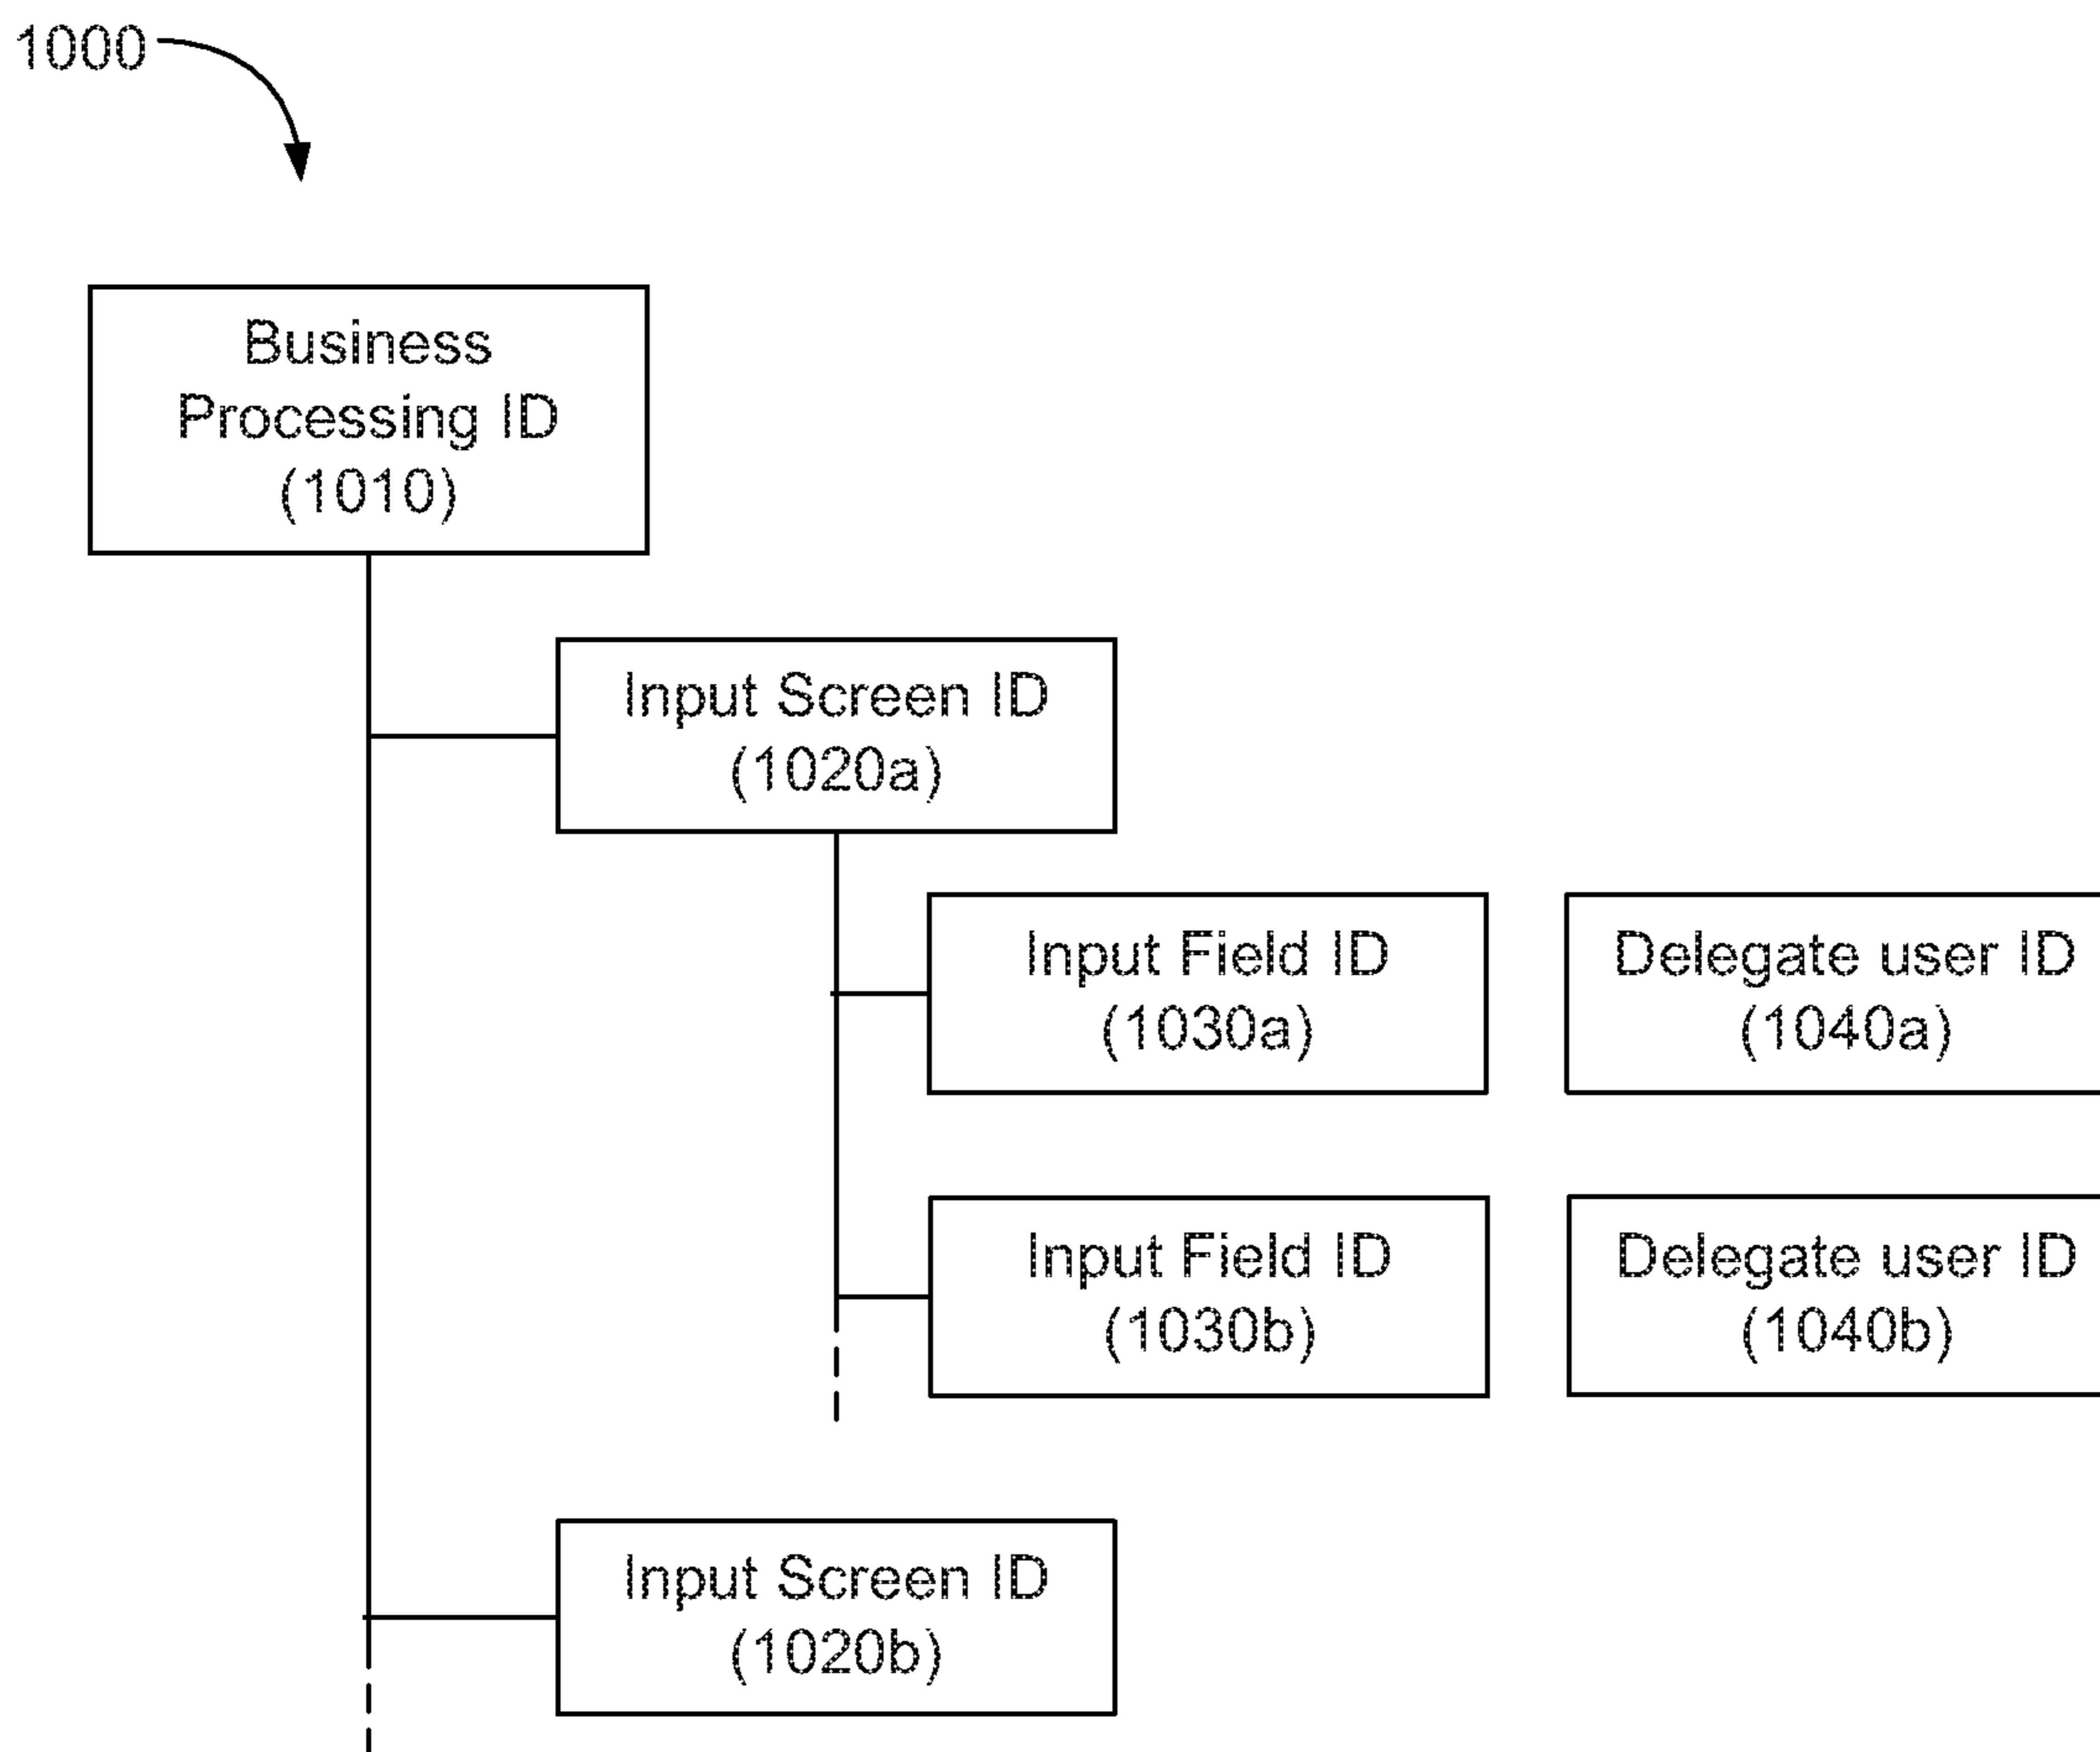 1000
Business
Processing ID
(1010)
Input Screen ID
(1020a)
Input Field ID
(1030a)
Delegate user ID
(1040a)
Input Field ID
(1030b)
Delegate user ID
(1040b)
Input Screen ID
(1020b)